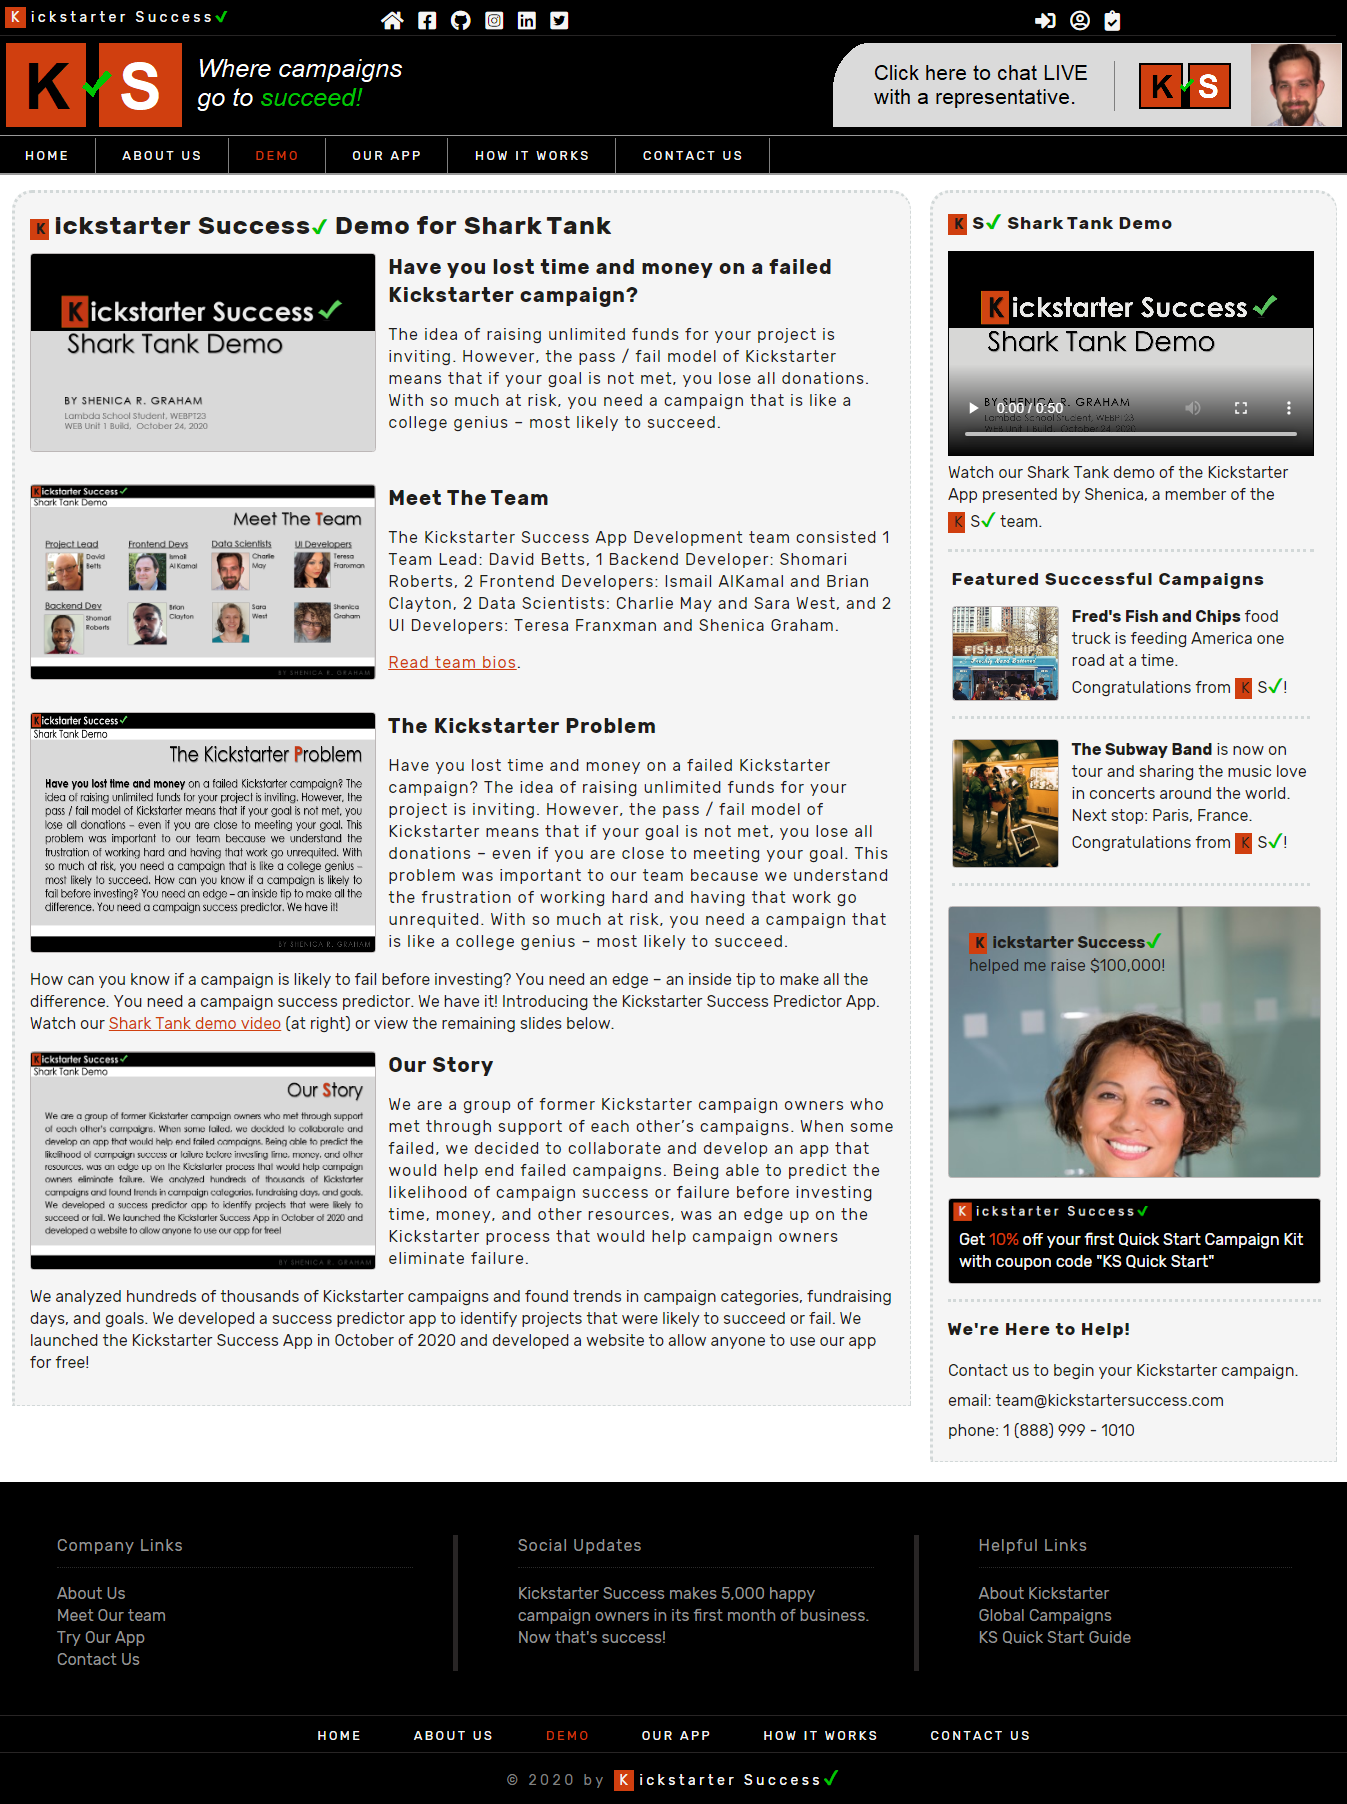 Kickstarter Success✓
K✓S
Where campaigns
go to succeed!
Click here to chat LIVE
with a representative.
K✓S
HOME
ABOUT US
DEMO
OUR APP
HOW IT WORKS
CONTACT US
Kickstarter Success✓ Demo for Shark Tank
Kickstarter Success✓
Shark Tank Demo
BY SHENICA R. GRAHAM
Lambda School Student, WEBPT23
WEB Unit 1 Build, October 24, 2020
Have you lost time and money on a failed
Kickstarter campaign?
The idea of raising unlimited funds for your project is
inviting. However, the pass / fail model of Kickstarter
means that if your goal is not met, you lose all donations.
With so much at risk, you need a campaign that is like a
college genius – most likely to succeed.
Kickstarter Success✓
Shark Tank Demo
Meet The Team
Project Lead
David
Betts
Frontend Devs
Ismail
Al Kamal
Data Scientists
Charlie
May
UI Developers
Teresa
Franxman
Backend Dev
Shomari
Roberts
Brian
Clayton
Sara
West
Shenica
Graham
BY SHENICA R. GRAHAM
Meet The Team
The Kickstarter Success App Development team consisted 1
Team Lead: David Betts, 1 Backend Developer: Shomari
Roberts, 2 Frontend Developers: Ismail AlKamal and Brian
Clayton, 2 Data Scientists: Charlie May and Sara West, and 2
UI Developers: Teresa Franxman and Shenica Graham.
Read team bios.
Kickstarter Success✓
Shark Tank Demo
The Kickstarter Problem
Have you lost time and money on a failed Kickstarter campaign? The
idea of raising unlimited funds for your project is inviting. However, the
pass / fail model of Kickstarter means that if your goal is not met, you
lose all donations – even if you are close to meeting your goal. This
problem was important to our team because we understand the
frustration of working hard and having that work go unrequited. With
so much at risk, you need a campaign that is like a college genius –
most likely to succeed. How can you know if a campaign is likely to
fail before investing? You need an edge – an inside tip to make all the
difference. You need a campaign success predictor. We have it!
BY SHENICA R. GRAHAM
The Kickstarter Problem
Have you lost time and money on a failed Kickstarter
campaign? The idea of raising unlimited funds for your
project is inviting. However, the pass / fail model of
Kickstarter means that if your goal is not met, you lose all
donations – even if you are close to meeting your goal. This
problem was important to our team because we understand
the frustration of working hard and having that work go
unrequited. With so much at risk, you need a campaign that
is like a college genius – most likely to succeed.
How can you know if a campaign is likely to fail before investing? You need an edge – an inside tip to make all the
difference. You need a campaign success predictor. We have it! Introducing the Kickstarter Success Predictor App.
Watch our Shark Tank demo video (at right) or view the remaining slides below.
Kickstarter Success✓
Shark Tank Demo
Our Story
We are a group of former Kickstarter campaign owners who met through support
of each other's campaigns. When some failed, we decided to collaborate and
develop an app that would help end failed campaigns. Being able to predict the
likelihood of campaign success or failure before investing time, money, and other
resources, was an edge up on the Kickstarter process that would help campaign
owners eliminate failure. We analyzed hundreds of thousands of Kickstarter
campaigns and found trends in campaign categories, fundraising days, and goals.
We developed a success predictor app to identify projects that were likely to
succeed or fail. We launched the Kickstarter Success App in October of 2020 and
developed a website to allow anyone to use our app for free!
BY SHENICA R. GRAHAM
Our Story
We are a group of former Kickstarter campaign owners who
met through support of each other’s campaigns. When some
failed, we decided to collaborate and develop an app that
would help end failed campaigns. Being able to predict the
likelihood of campaign success or failure before investing
time, money, and other resources, was an edge up on the
Kickstarter process that would help campaign owners
eliminate failure.
We analyzed hundreds of thousands of Kickstarter campaigns and found trends in campaign categories, fundraising
days, and goals. We developed a success predictor app to identify projects that were likely to succeed or fail. We
launched the Kickstarter Success App in October of 2020 and developed a website to allow anyone to use our app
for free!
K S✓ Shark Tank Demo
Kickstarter Success✓
Shark Tank Demo
BY SHENICA R. GRAHAM
Lambda School Student, WEBPT23
WEB Unit 1 Build, October 24, 2020
0:00 / 0:50
Watch our Shark Tank demo of the Kickstarter
App presented by Shenica, a member of the
K S✓ team.
Featured Successful Campaigns
FISH & CHIPS
Fred's Fish and Chips food
truck is feeding America one
road at a time.
Congratulations from K S✓!
The Subway Band is now on
tour and sharing the music love
in concerts around the world.
Next stop: Paris, France.
Congratulations from K S✓!
Kickstarter Success✓
helped me raise $100,000!
Kickstarter Success✓
Get 10% off your first Quick Start Campaign Kit
with coupon code "KS Quick Start"
We're Here to Help!
Contact us to begin your Kickstarter campaign.
email: team@kickstartersuccess.com
phone: 1 (888) 999 - 1010
Company Links
About Us
Meet Our team
Try Our App
Contact Us
Social Updates
Kickstarter Success makes 5,000 happy
campaign owners in its first month of business.
Now that's success!
Helpful Links
About Kickstarter
Global Campaigns
KS Quick Start Guide
HOME
ABOUT US
DEMO
OUR APP
HOW IT WORKS
CONTACT US
© 2020 by Kickstarter Success✓